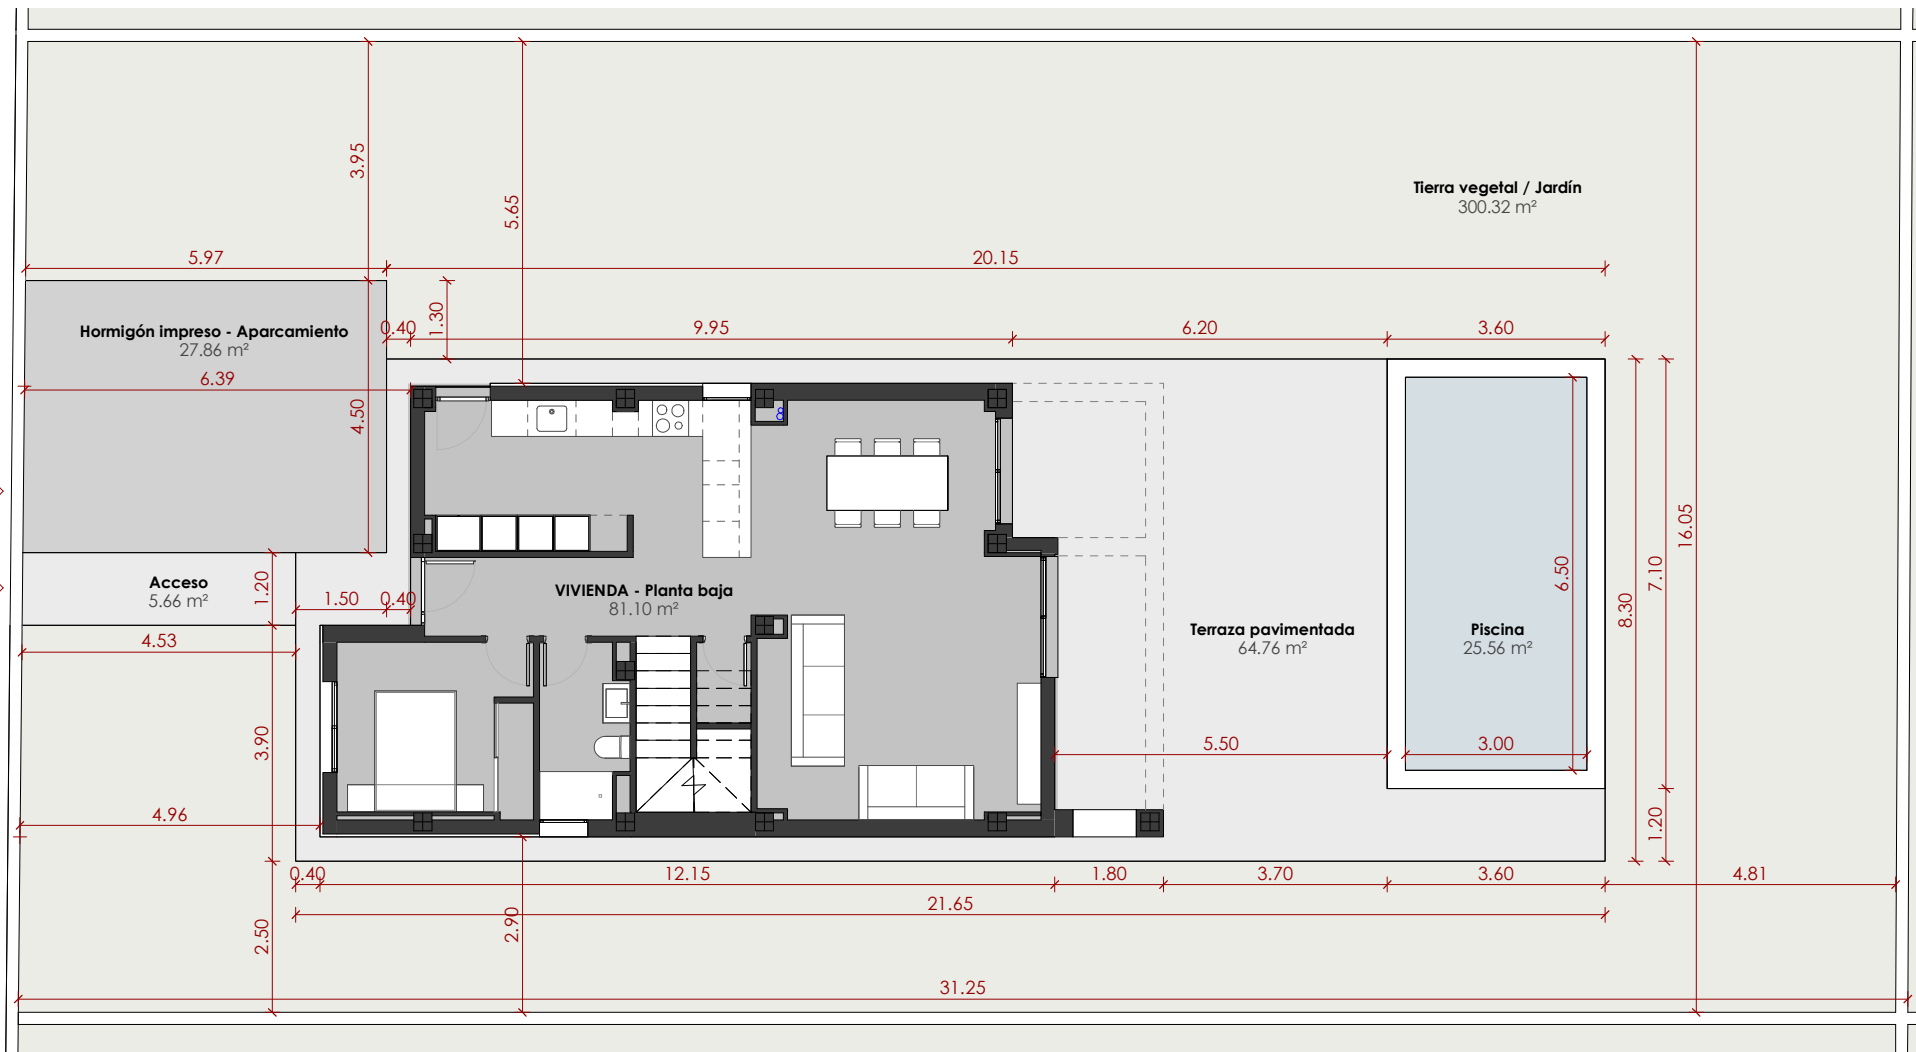 3.95
5.65
Tierra vegetal / Jardín
300.32 m²
16.05
5.97
20.15
1.30
Hormigón impreso - Aparcamiento
27.86 m²
0.40
9.95
6.20
3.60
6.39
4.50
Acceso
5.66 m²
1.20
1.50
0.40
VIVIENDA - Planta baja
81.10 m²
6.50
7.10
8.30
Terraza pavimentada
64.76 m²
Piscina
25.56 m²
4.53
3.90
5.50
3.00
4.96
1.20
0.40
12.15
1.80
3.70
3.60
4.81
21.65
2.50
2.90
31.25